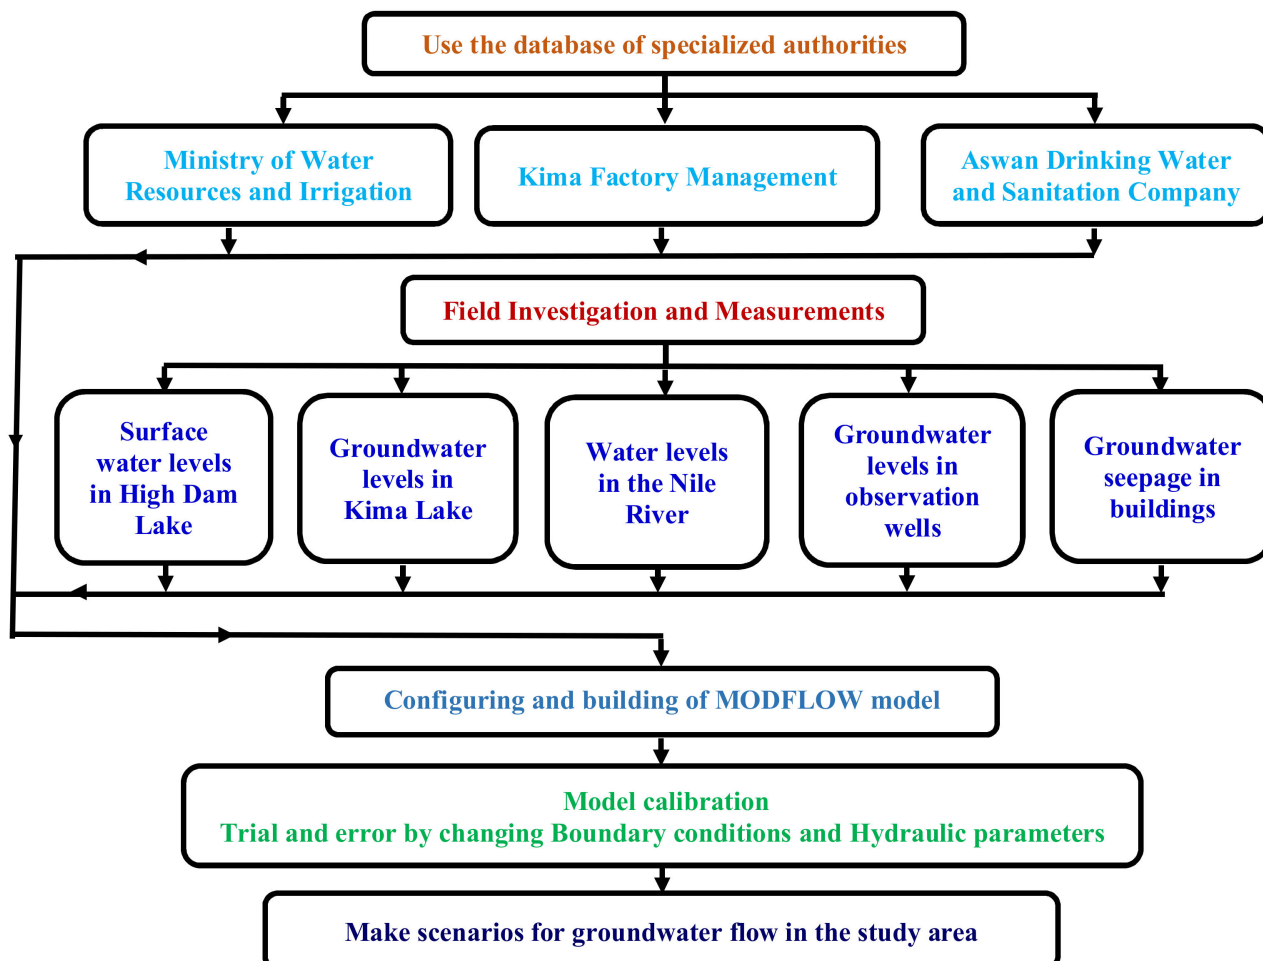 Use the database of specialized authorities
Ministry of Water
Resources and Irrigation
Kima Factory Management
Aswan Drinking Water
and Sanitation Company
Field Investigation and Measurements
Surface
water levels
in High Dam
Lake
Groundwater
levels in
Kima Lake
Water levels
in the Nile
River
Groundwater
levels in
observation
wells
Groundwater
seepage in
buildings
Configuring and building of MODFLOW model
Model calibration
Trial and error by changing Boundary conditions and Hydraulic parameters
Make scenarios for groundwater flow in the study area